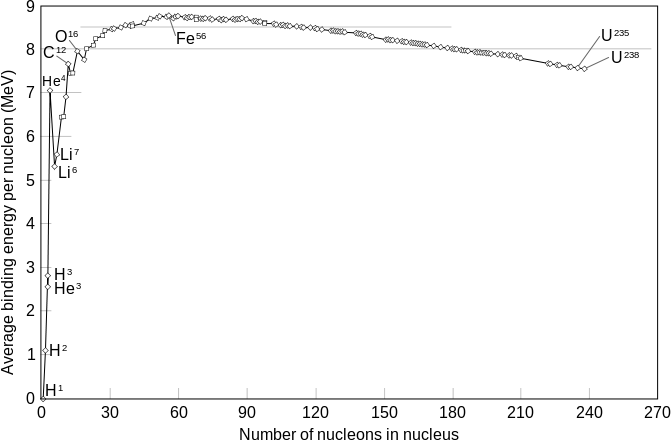 9
8
7
6
5
4
3
2
1
0
Average binding energy per nucleon (MeV)
O¹⁶
C¹²
He⁴
Fe⁵⁶
U²³⁵
U²³⁸
Li⁷
Li⁶
H³
He³
H²
H¹
0 30 60 90 120 150 180 210 240 270
Number of nucleons in nucleus